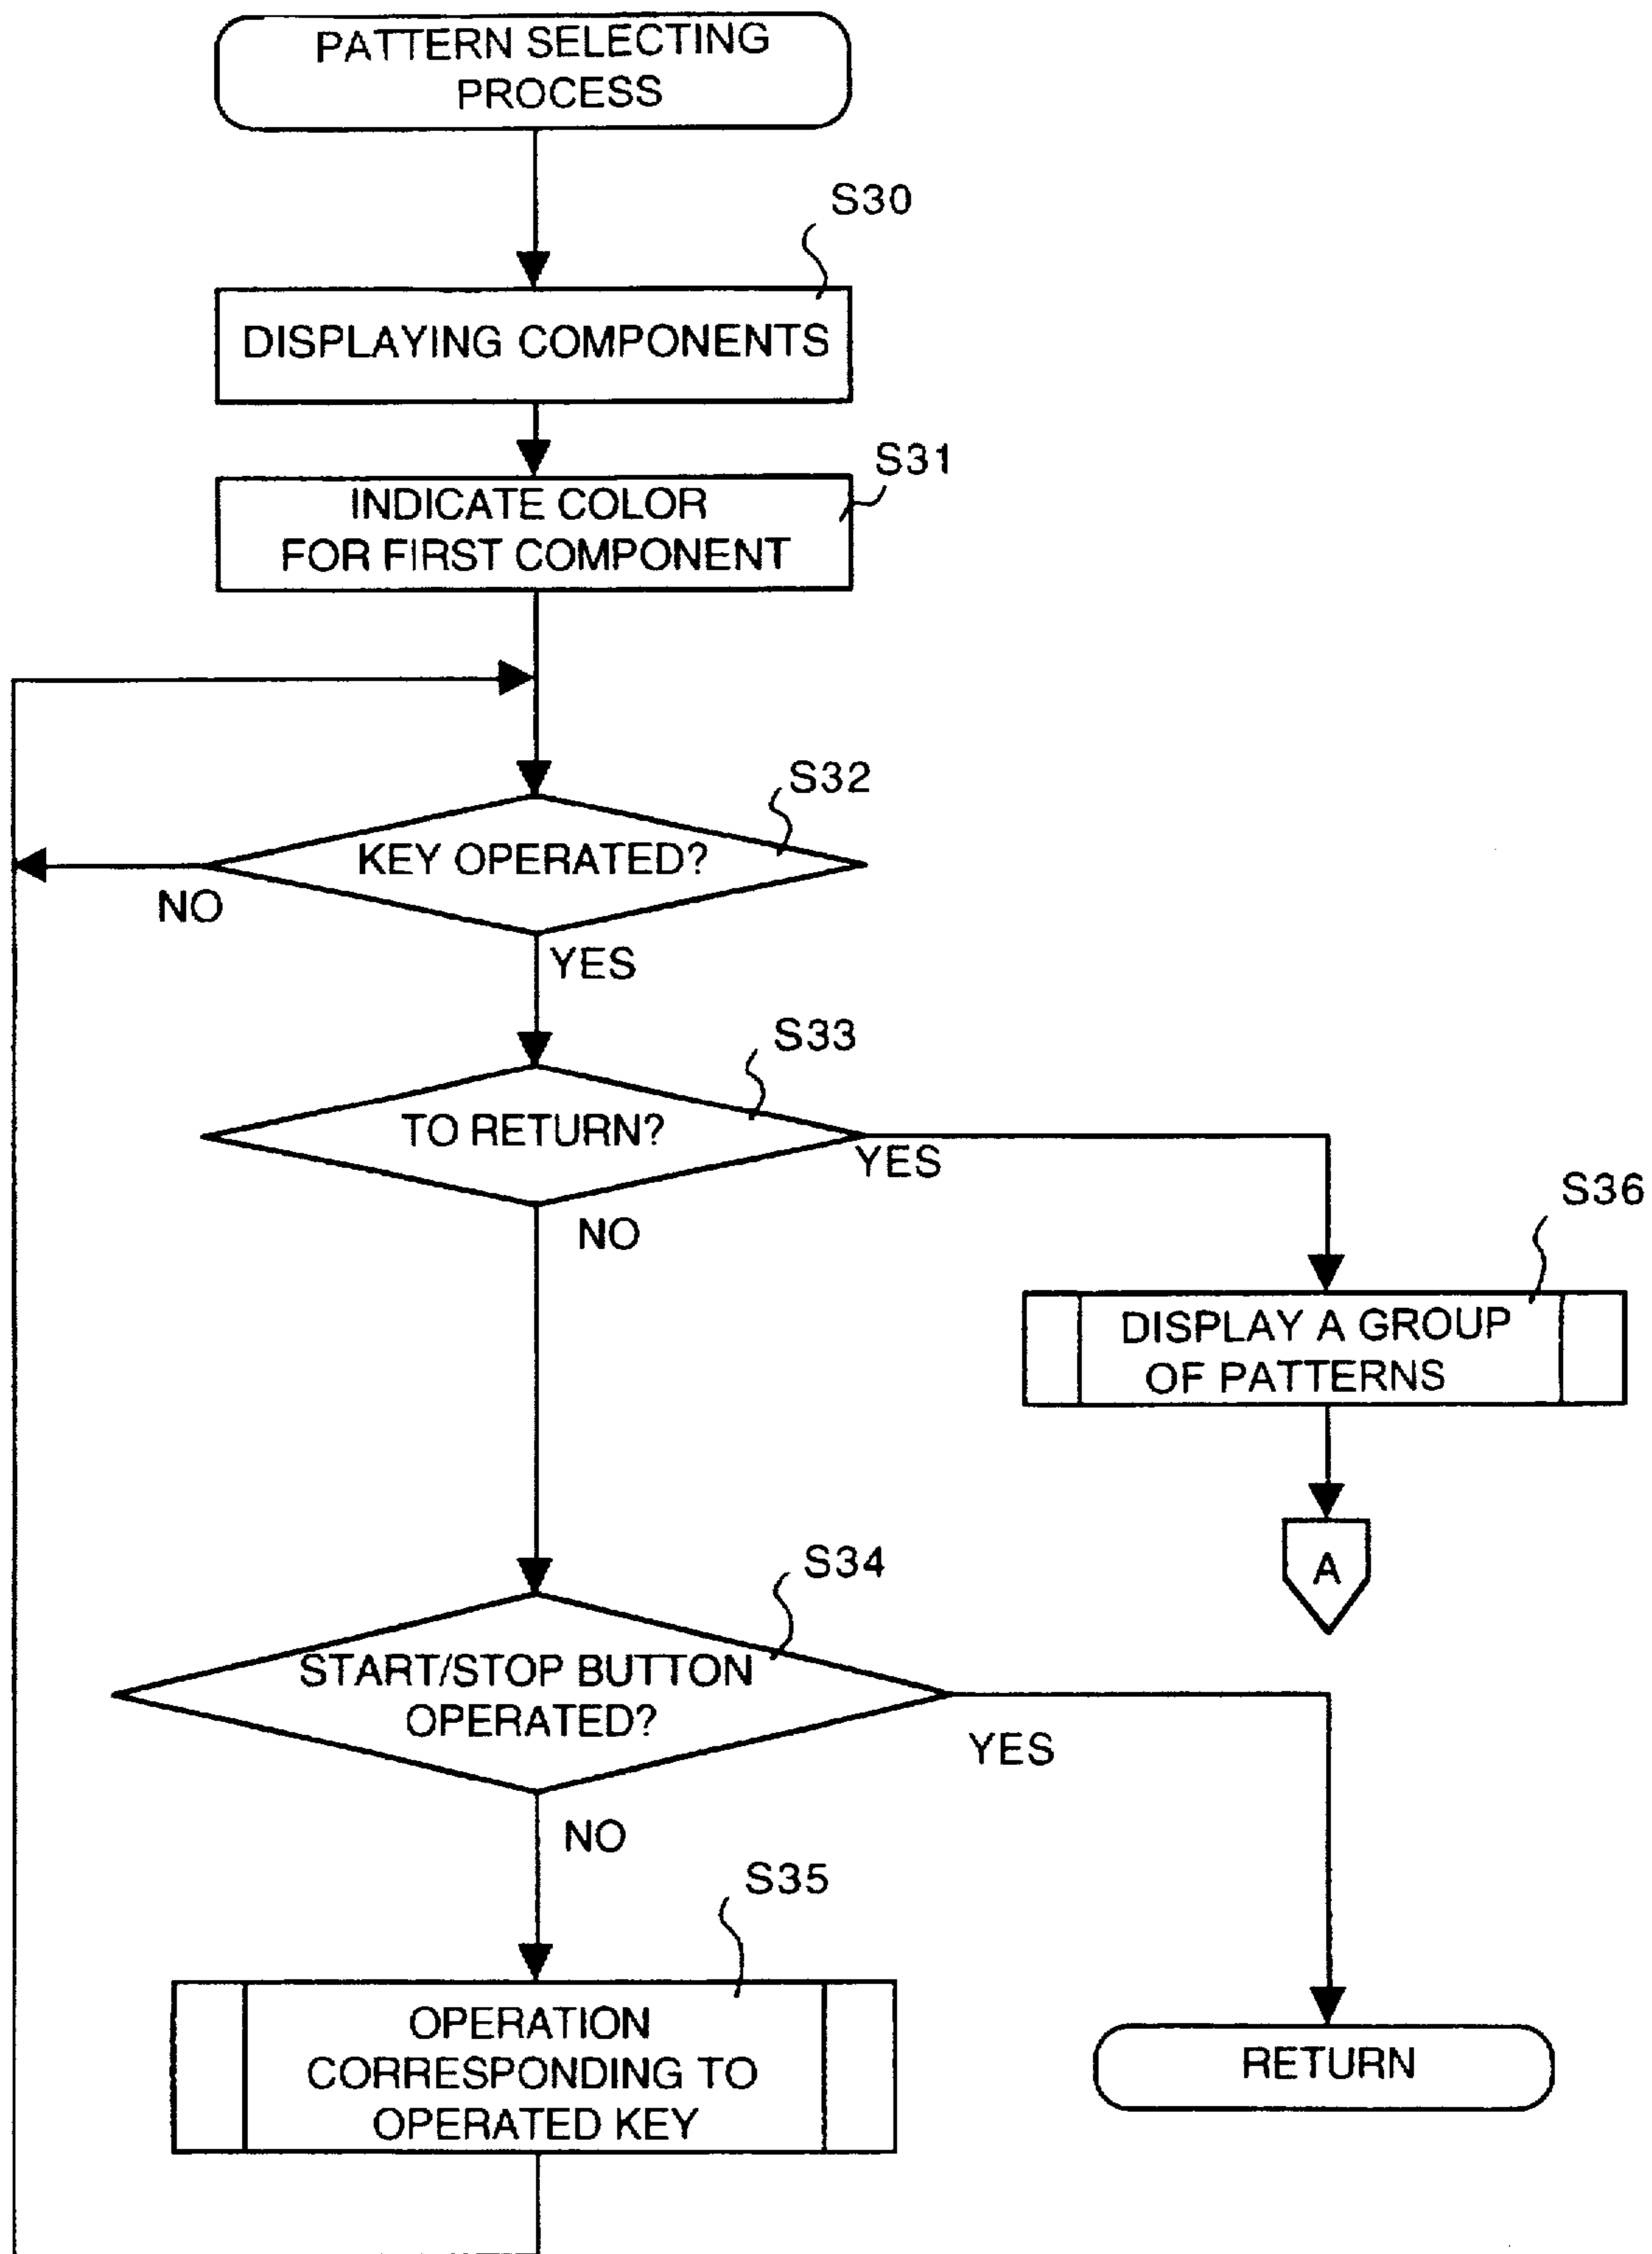 PATTERN SELECTING
PROCESS
S30
DISPLAYING COMPONENTS
S31
INDICATE COLOR
FOR FIRST COMPONENT
S32
KEY OPERATED?
NO
YES
S33
TO RETURN?
YES
NO
S36
DISPLAY A GROUP
OF PATTERNS
A
S34
START/STOP BUTTON
OPERATED?
YES
NO
S35
OPERATION
CORRESPONDING TO
OPERATED KEY
RETURN